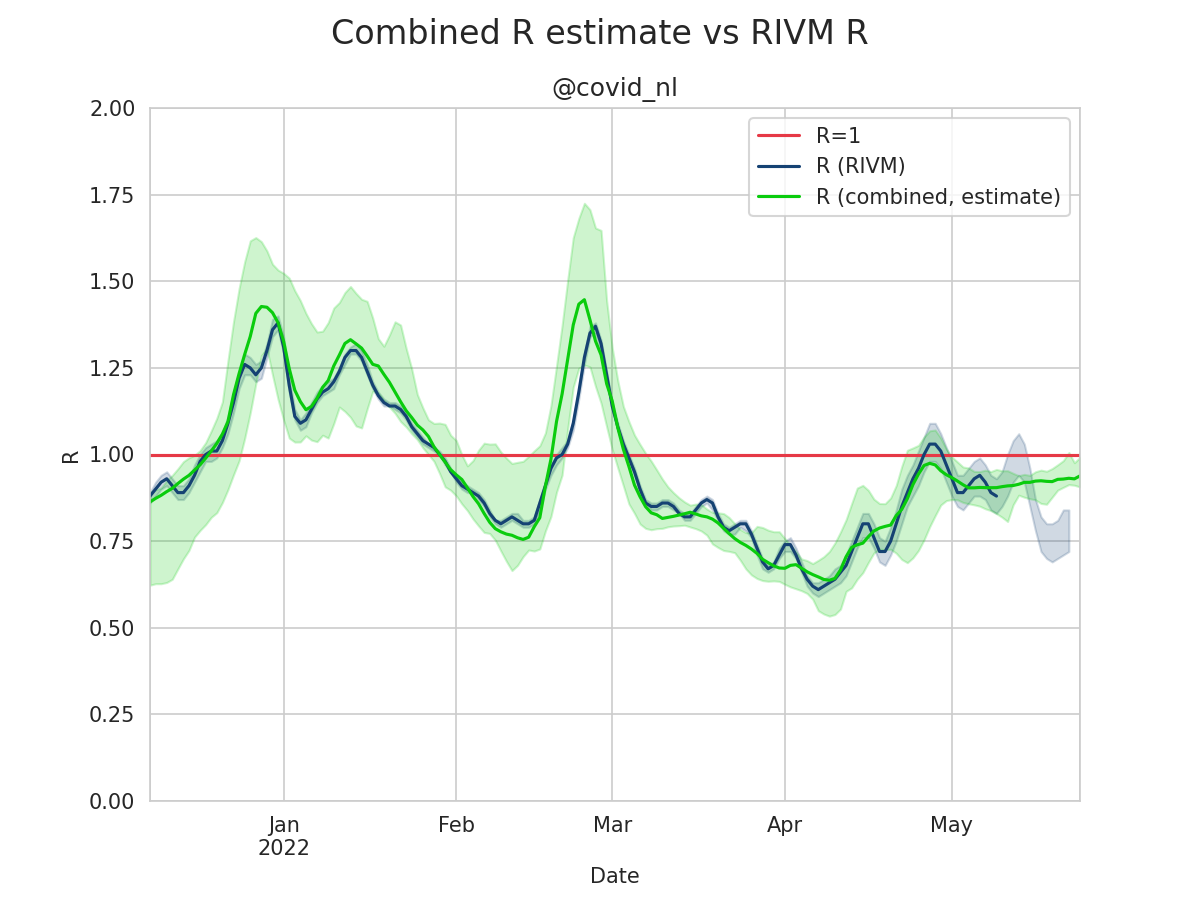 Combined R estimate vs RIVM R
@covid_nl
2.00
1.75
1.50
1.25
1.00
0.75
0.50
0.25
0.00
R
R=1
R (RIVM)
R (combined, estimate)
Jan Feb Mar Apr May
2022
Date